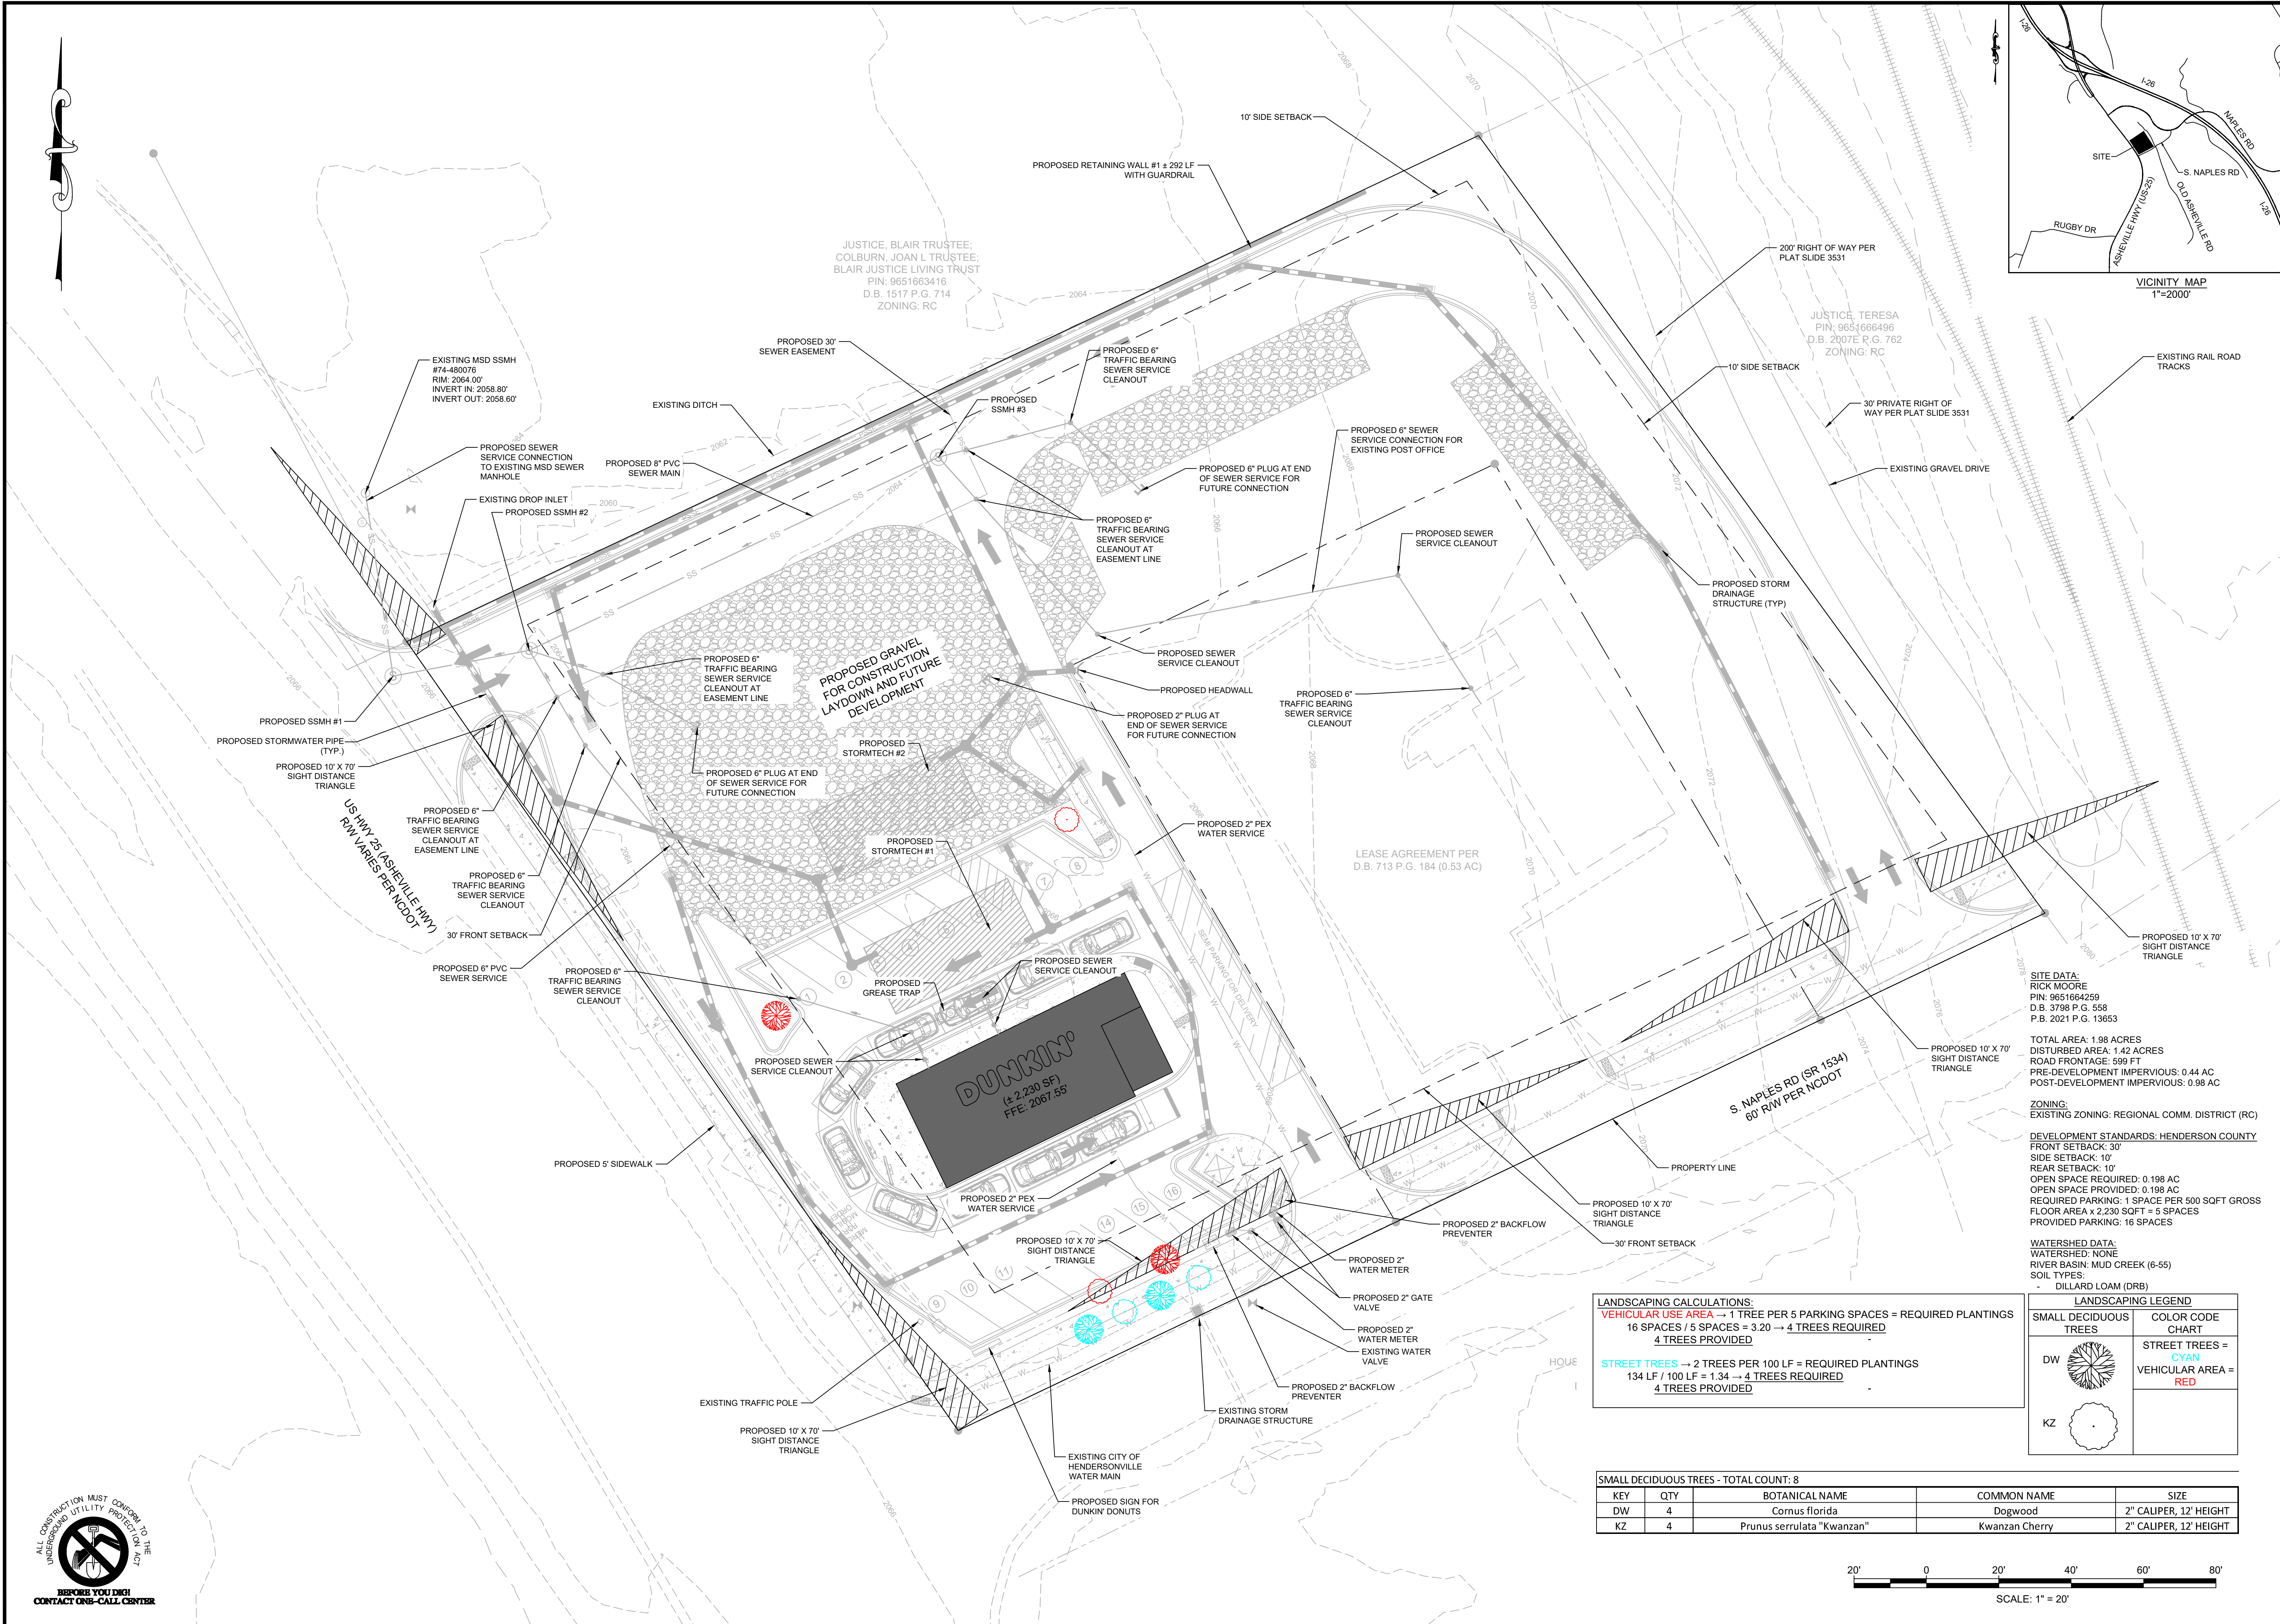 I-26
I-26
NAPLES RD
SITE
S. NAPLES RD
OLD ASHEVILLE RD
I-26
RUGBY DR
ASHEVILLE HWY (US-25)
VICINITY MAP
1"=2000'
10' SIDE SETBACK
PROPOSED RETAINING WALL #1 ± 292 LF
WITH GUARDRAIL
JUSTICE, BLAIR TRUSTEE;
COLBURN, JOAN L TRUSTEE;
BLAIR JUSTICE LIVING TRUST
PIN: 9651663416
D.B. 1517 P.G. 714
ZONING: RC
200' RIGHT OF WAY PER
PLAT SLIDE 3531
JUSTICE, TERESA
PIN: 9651666496
D.B. 2007E P.G. 762
ZONING: RC
10' SIDE SETBACK
EXISTING RAIL ROAD
TRACKS
30' PRIVATE RIGHT OF
WAY PER PLAT SLIDE 3531
EXISTING GRAVEL DRIVE
EXISTING MSD SSMH
#74-480076
RIM: 2064.00'
INVERT IN: 2058.80'
INVERT OUT: 2058.60'
PROPOSED 30'
SEWER EASEMENT
PROPOSED 6"
TRAFFIC BEARING
SEWER SERVICE
CLEANOUT
EXISTING DITCH
PROPOSED
SSMH #3
PROPOSED SEWER
SERVICE CONNECTION
TO EXISTING MSD SEWER
MANHOLE
PROPOSED 8" PVC
SEWER MAIN
PROPOSED 6" SEWER
SERVICE CONNECTION FOR
EXISTING POST OFFICE
PROPOSED 6" PLUG AT END
OF SEWER SERVICE FOR
FUTURE CONNECTION
EXISTING DROP INLET
PROPOSED SSMH #2
PROPOSED 6"
TRAFFIC BEARING
SEWER SERVICE
CLEANOUT AT
EASEMENT LINE
PROPOSED SEWER
SERVICE CLEANOUT
PROPOSED STORM
DRAINAGE
STRUCTURE (TYP)
PROPOSED GRAVEL
FOR CONSTRUCTION
LAYDOWN AND FUTURE
DEVELOPMENT
PROPOSED 6"
TRAFFIC BEARING
SEWER SERVICE
CLEANOUT AT
EASEMENT LINE
PROPOSED SEWER
SERVICE CLEANOUT
PROPOSED HEADWALL
PROPOSED 6"
TRAFFIC BEARING
SEWER SERVICE
CLEANOUT
PROPOSED 2" PLUG AT
END OF SEWER SERVICE
FOR FUTURE CONNECTION
PROPOSED SSMH #1
PROPOSED STORMWATER PIPE
(TYP.)
PROPOSED 10' X 70'
SIGHT DISTANCE
TRIANGLE
PROPOSED
STORMTECH #2
PROPOSED 6" PLUG AT END
OF SEWER SERVICE FOR
FUTURE CONNECTION
US HWY 25 (ASHEVILLE HWY)
R/W VARIES PER NCDOT
PROPOSED 6"
TRAFFIC BEARING
SEWER SERVICE
CLEANOUT AT
EASEMENT LINE
PROPOSED 2" PEX
WATER SERVICE
PROPOSED
STORMTECH #1
LEASE AGREEMENT PER
D.B. 713 P.G. 184 (0.53 AC)
PROPOSED 6"
TRAFFIC BEARING
SEWER SERVICE
CLEANOUT
30' FRONT SETBACK
PROPOSED 6" PVC
SEWER SERVICE
PROPOSED 6"
TRAFFIC BEARING
SEWER SERVICE
CLEANOUT
PROPOSED SEWER
SERVICE CLEANOUT
PROPOSED
GREASE TRAP
SEMI PARKING FOR DELIVERY
PROPOSED 10' X 70'
SIGHT DISTANCE
TRIANGLE
PROPOSED SEWER
SERVICE CLEANOUT
DUNKIN'
(± 2,230 SF)
FFE: 2067.55'
PROPOSED 10' X 70'
SIGHT DISTANCE
TRIANGLE
S. NAPLES RD (SR 1534)
60' R/W PER NCDOT
PROPOSED 5' SIDEWALK
PROPERTY LINE
PROPOSED 2" PEX
WATER SERVICE
PROPOSED 10' X 70'
SIGHT DISTANCE
TRIANGLE
PROPOSED 10' X 70'
SIGHT DISTANCE
TRIANGLE
30' FRONT SETBACK
PROPOSED 2" BACKFLOW
PREVENTER
PROPOSED 2"
WATER METER
PROPOSED 2" GATE
VALVE
PROPOSED 2"
WATER METER
EXISTING WATER
VALVE
PROPOSED 2" BACKFLOW
PREVENTER
EXISTING STORM
DRAINAGE STRUCTURE
EXISTING TRAFFIC POLE
PROPOSED 10' X 70'
SIGHT DISTANCE
TRIANGLE
EXISTING CITY OF
HENDERSONVILLE
WATER MAIN
PROPOSED SIGN FOR
DUNKIN' DONUTS
SITE DATA:
RICK MOORE
PIN: 9651664259
D.B. 3798 P.G. 558
P.B. 2021 P.G. 13653
TOTAL AREA: 1.98 ACRES
DISTURBED AREA: 1.42 ACRES
ROAD FRONTAGE: 599 FT
PRE-DEVELOPMENT IMPERVIOUS: 0.44 AC
POST-DEVELOPMENT IMPERVIOUS: 0.98 AC
ZONING:
EXISTING ZONING: REGIONAL COMM. DISTRICT (RC)
DEVELOPMENT STANDARDS: HENDERSON COUNTY
FRONT SETBACK: 30'
SIDE SETBACK: 10'
REAR SETBACK: 10'
OPEN SPACE REQUIRED: 0.198 AC
OPEN SPACE PROVIDED: 0.198 AC
REQUIRED PARKING: 1 SPACE PER 500 SQFT GROSS
FLOOR AREA x 2,230 SQFT = 5 SPACES
PROVIDED PARKING: 16 SPACES
WATERSHED DATA:
WATERSHED: NONE
RIVER BASIN: MUD CREEK (6-55)
SOIL TYPES:
- DILLARD LOAM (DRB)
LANDSCAPING CALCULATIONS:
VEHICULAR USE AREA → 1 TREE PER 5 PARKING SPACES = REQUIRED PLANTINGS
16 SPACES / 5 SPACES = 3.20 → 4 TREES REQUIRED
4 TREES PROVIDED -
STREET TREES → 2 TREES PER 100 LF = REQUIRED PLANTINGS
134 LF / 100 LF = 1.34 → 4 TREES REQUIRED
4 TREES PROVIDED -
LANDSCAPING LEGEND
SMALL DECIDUOUS TREES
COLOR CODE CHART
DW
STREET TREES =
CYAN
VEHICULAR AREA =
RED
KZ
SMALL DECIDUOUS TREES - TOTAL COUNT: 8
KEY QTY BOTANICAL NAME COMMON NAME SIZE
DW 4 Cornus florida Dogwood 2" CALIPER, 12' HEIGHT
KZ 4 Prunus serrulata "Kwanzan" Kwanzan Cherry 2" CALIPER, 12' HEIGHT
20' 0 20' 40' 60' 80'
SCALE: 1" = 20'
ALL CONSTRUCTION MUST CONFORM TO THE
UNDERGROUND UTILITY PROTECTION ACT
BEFORE YOU DIG!
CONTACT ONE-CALL CENTER